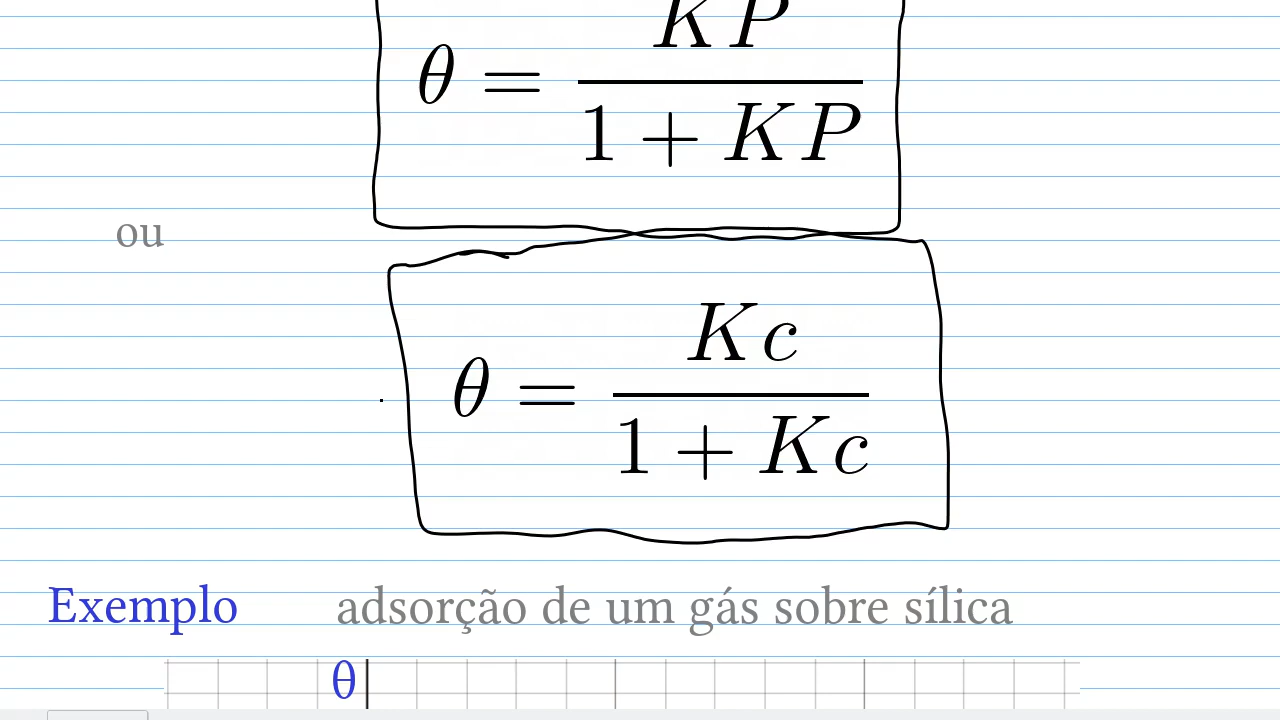 θ = KP / (1 + KP)
ou
θ = Kc / (1 + Kc)
Exemplo adsorção de um gás sobre sílica
θ